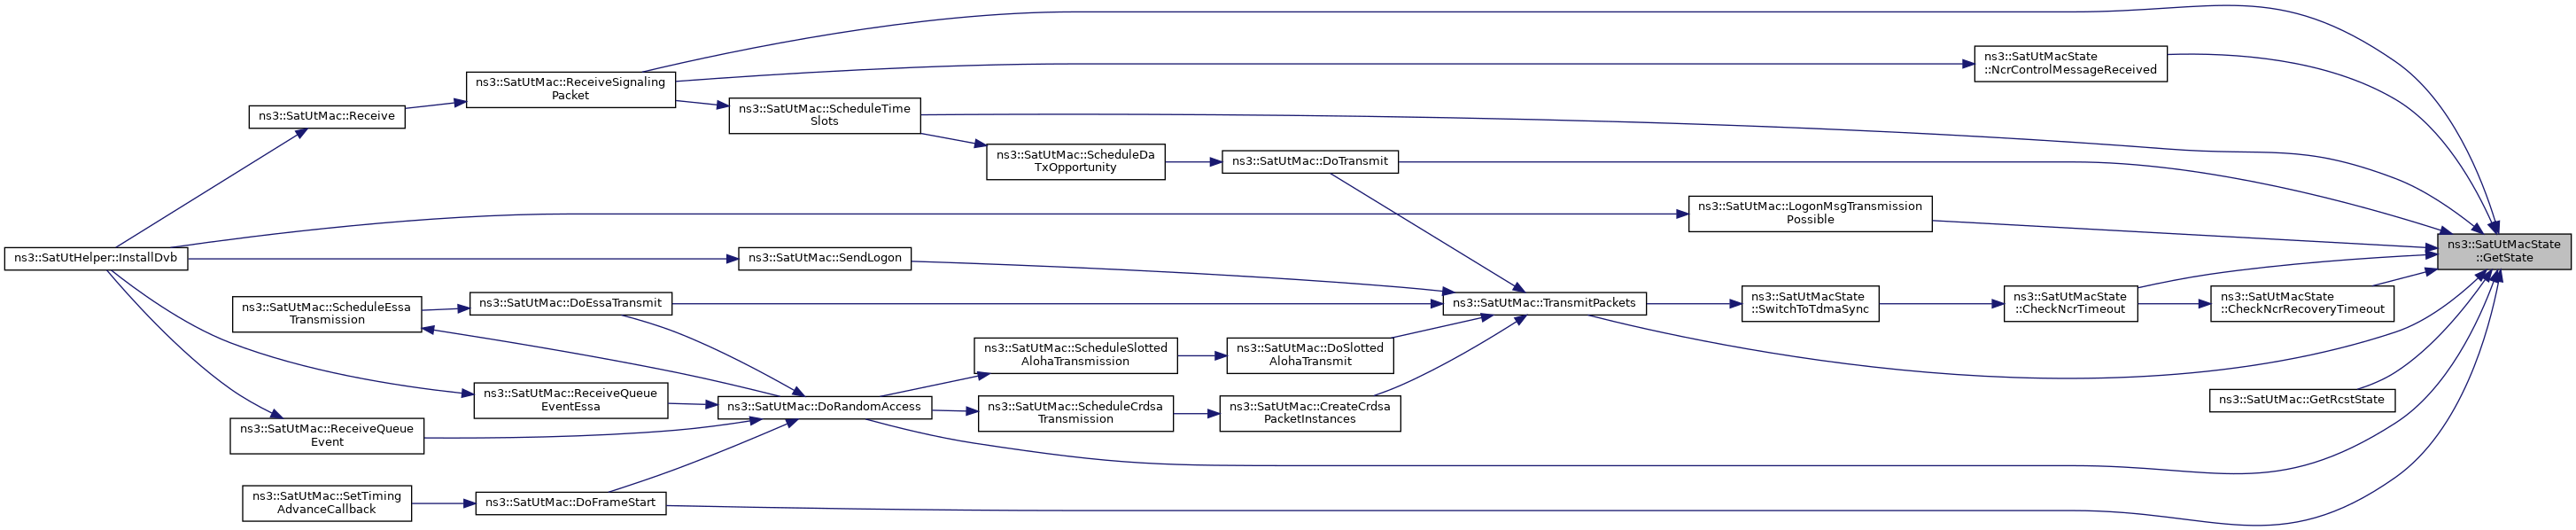 ns3::SatUtMacState
::NcrControlMessageReceived
ns3::SatUtMac::ReceiveSignaling
Packet
ns3::SatUtMac::Receive
ns3::SatUtMac::ScheduleTime
Slots
ns3::SatUtMac::ScheduleDa
TxOpportunity
ns3::SatUtMac::DoTransmit
ns3::SatUtMac::LogonMsgTransmission
Possible
ns3::SatUtMacState
::GetState
ns3::SatUtHelper::InstallDvb
ns3::SatUtMac::SendLogon
ns3::SatUtMac::ScheduleEssa
Transmission
ns3::SatUtMac::DoEssaTransmit
ns3::SatUtMac::TransmitPackets
ns3::SatUtMacState
::SwitchToTdmaSync
ns3::SatUtMacState
::CheckNcrTimeout
ns3::SatUtMacState
::CheckNcrRecoveryTimeout
ns3::SatUtMac::ScheduleSlotted
AlohaTransmission
ns3::SatUtMac::DoSlotted
AlohaTransmit
ns3::SatUtMac::ReceiveQueue
EventEssa
ns3::SatUtMac::DoRandomAccess
ns3::SatUtMac::ScheduleCrdsa
Transmission
ns3::SatUtMac::CreateCrdsa
PacketInstances
ns3::SatUtMac::GetRcstState
ns3::SatUtMac::ReceiveQueue
Event
ns3::SatUtMac::SetTiming
AdvanceCallback
ns3::SatUtMac::DoFrameStart